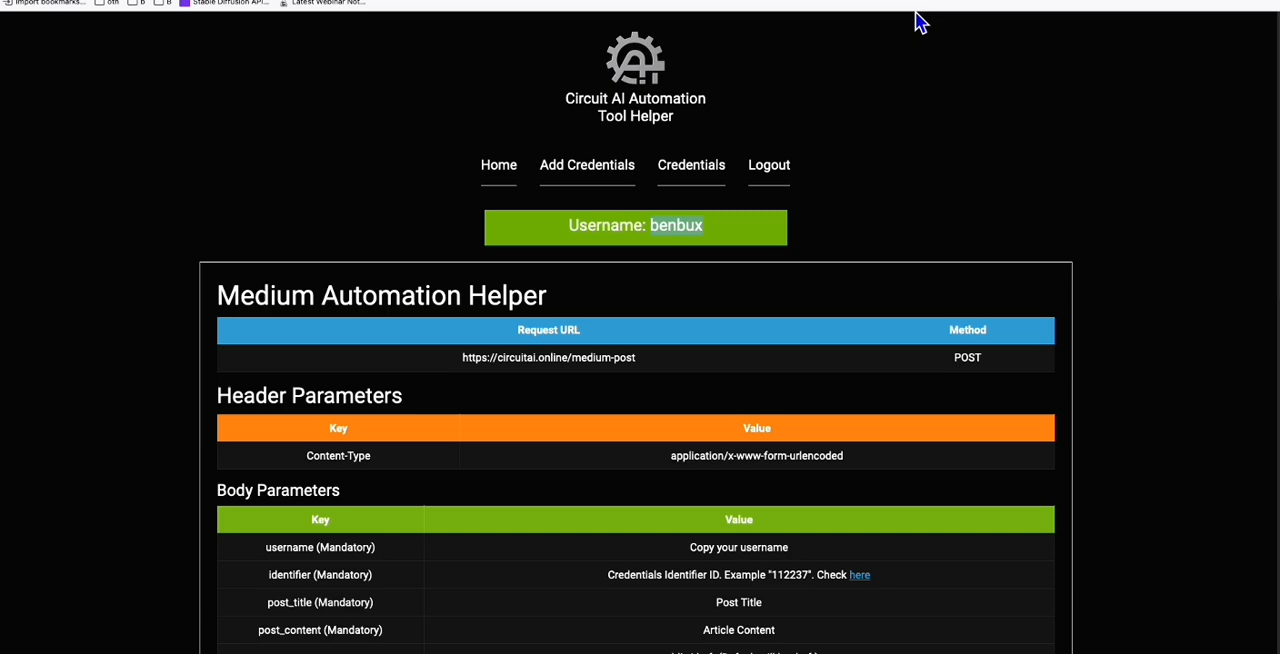 Import bookmarks... oth b B Stable Diffusion API... Latest Webinar Not...
Circuit AI Automation
Tool Helper
Home Add Credentials Credentials Logout
Username: benbux
Medium Automation Helper
Request URL Method
https://circuitai.online/medium-post POST
Header Parameters
Key Value
Content-Type application/x-www-form-urlencoded
Body Parameters
Key Value
username (Mandatory) Copy your username
identifier (Mandatory) Credentials Identifier ID. Example "112237". Check here
post_title (Mandatory) Post Title
post_content (Mandatory) Article Content